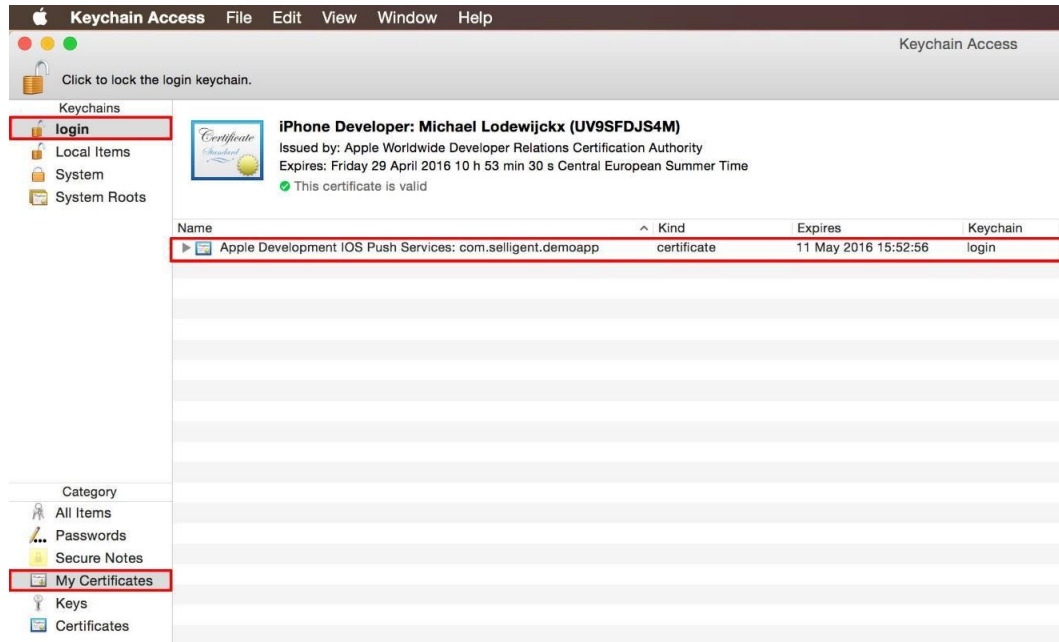 Keychain Access File Edit View Window Help
Keychain Access
Click to lock the login keychain.
Keychains
login
Local Items
System
System Roots
Certificate
Standard
iPhone Developer: Michael Lodewijckx (UV9SFDJS4M)
Issued by: Apple Worldwide Developer Relations Certification Authority
Expires: Friday 29 April 2016 10 h 53 min 30 s Central European Summer Time
This certificate is valid
Name Kind Expires Keychain
Apple Development IOS Push Services: com.selligent.demoapp certificate 11 May 2016 15:52:56 login
Category
All Items
Passwords
Secure Notes
My Certificates
Keys
Certificates